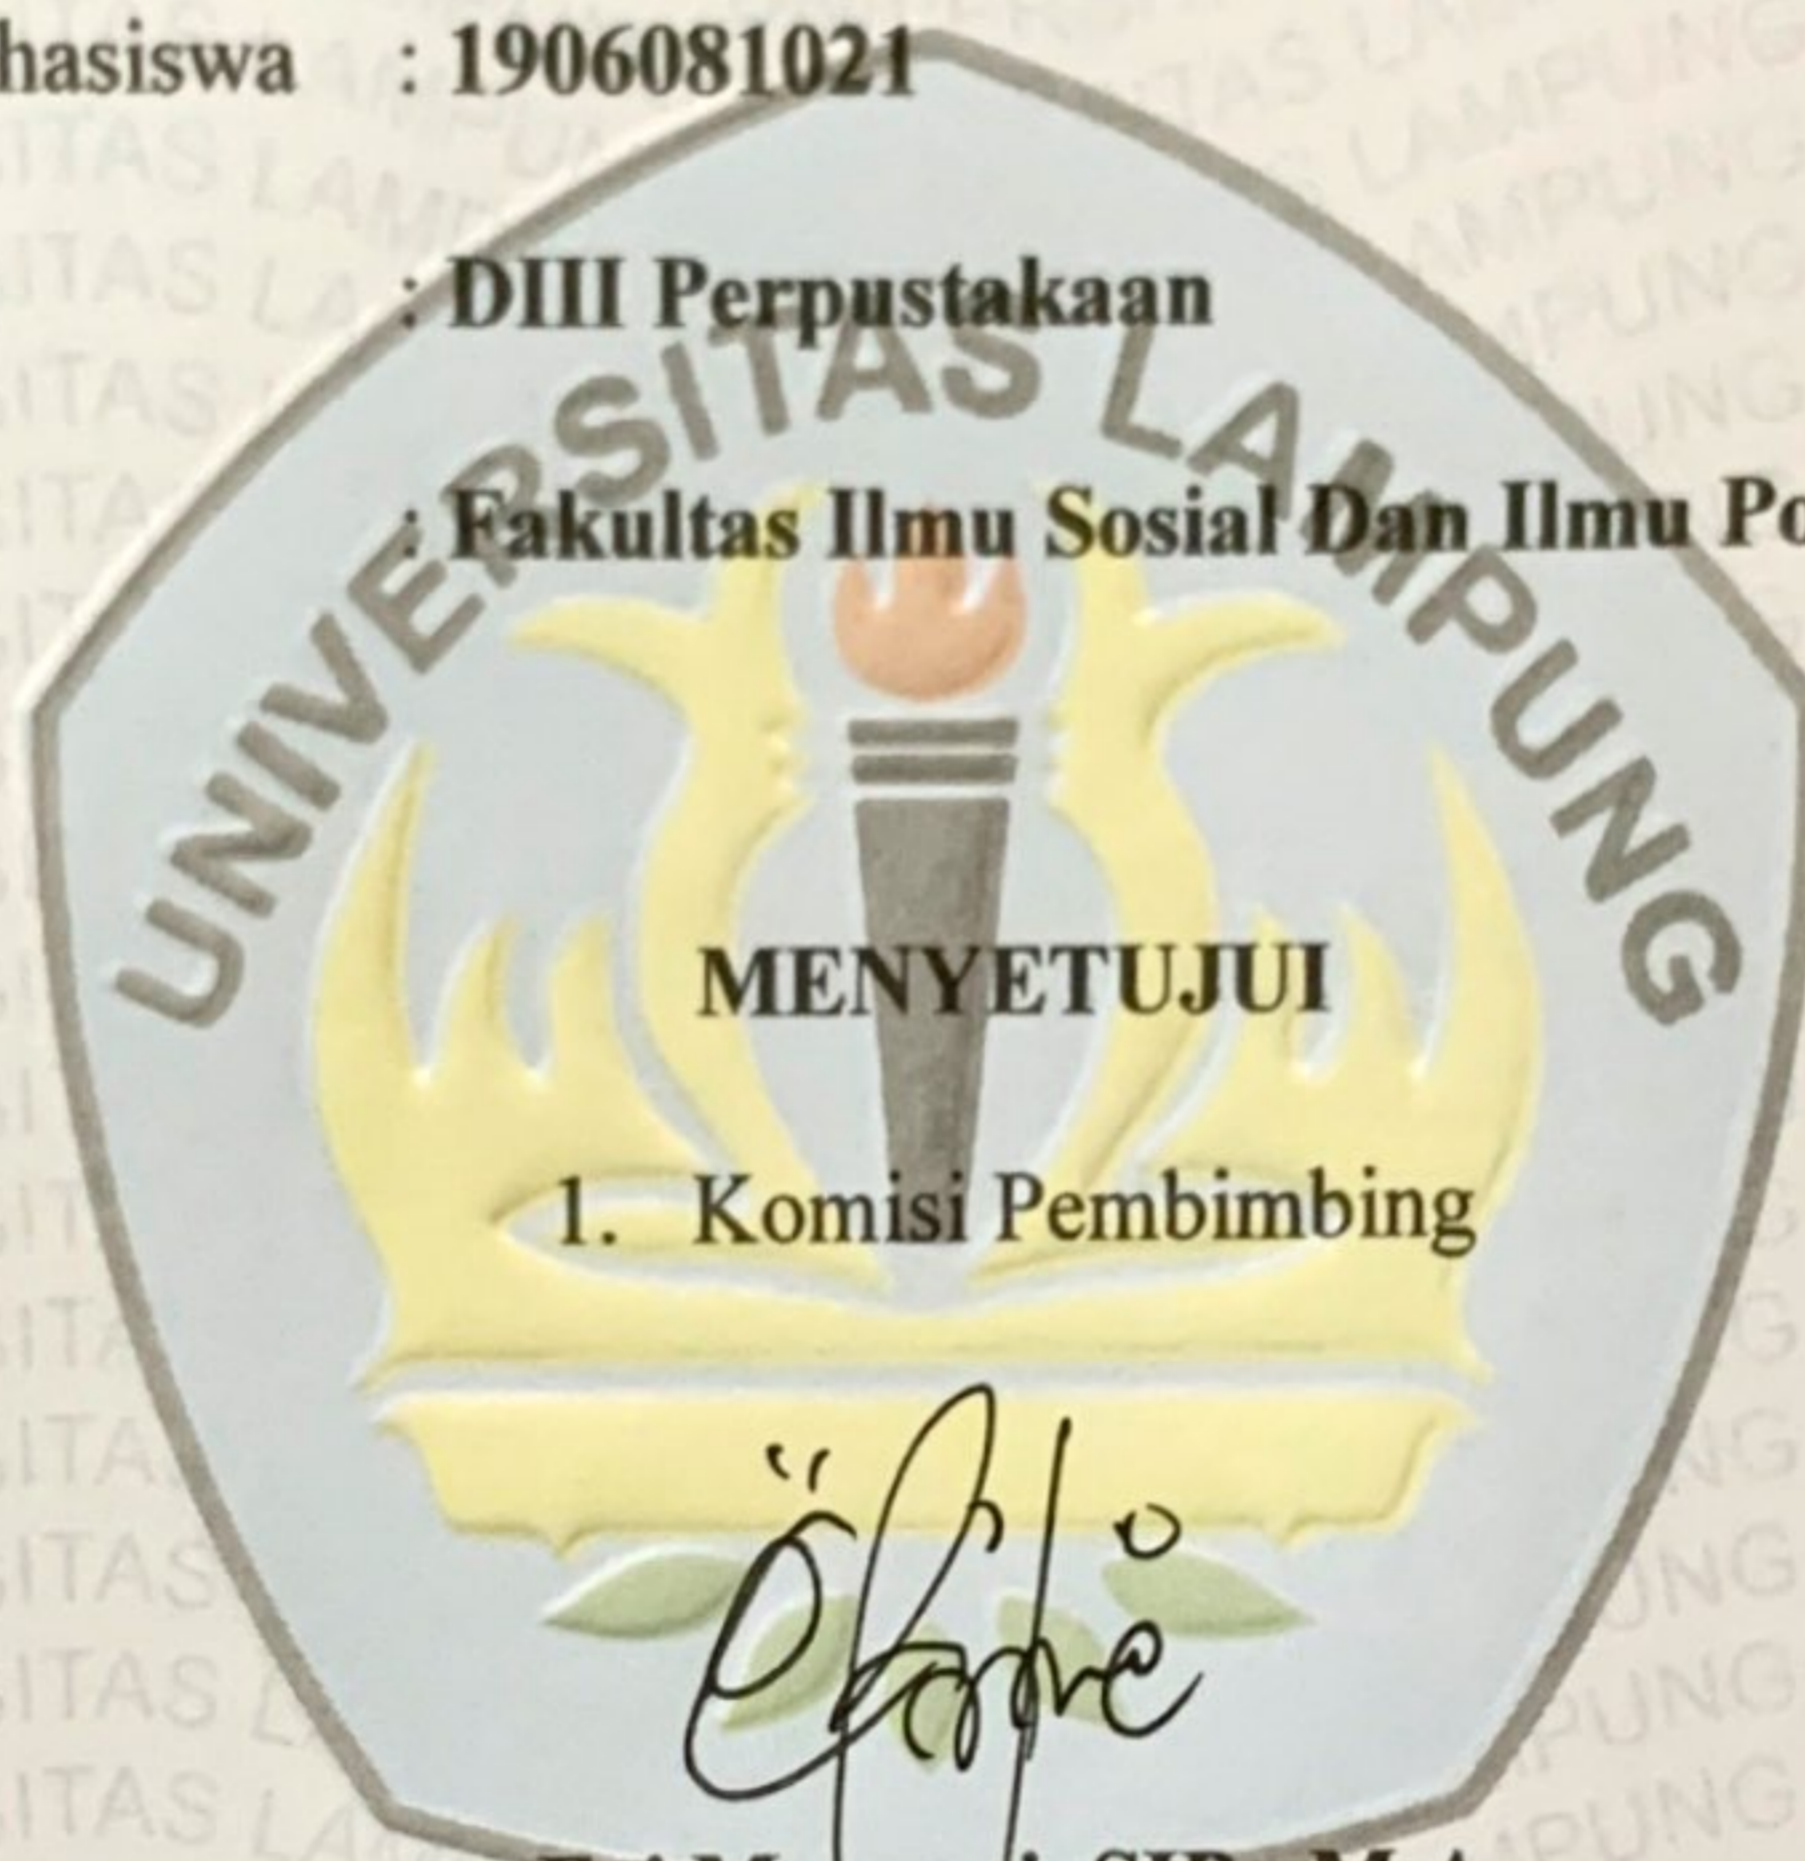 hasiswa : 1906081021
: DIII Perpustakaan
UNIVERSITAS LAMPUNG
: Fakultas Ilmu Sosial Dan Ilmu Po
MENYETUJUI
1. Komisi Pembimbing